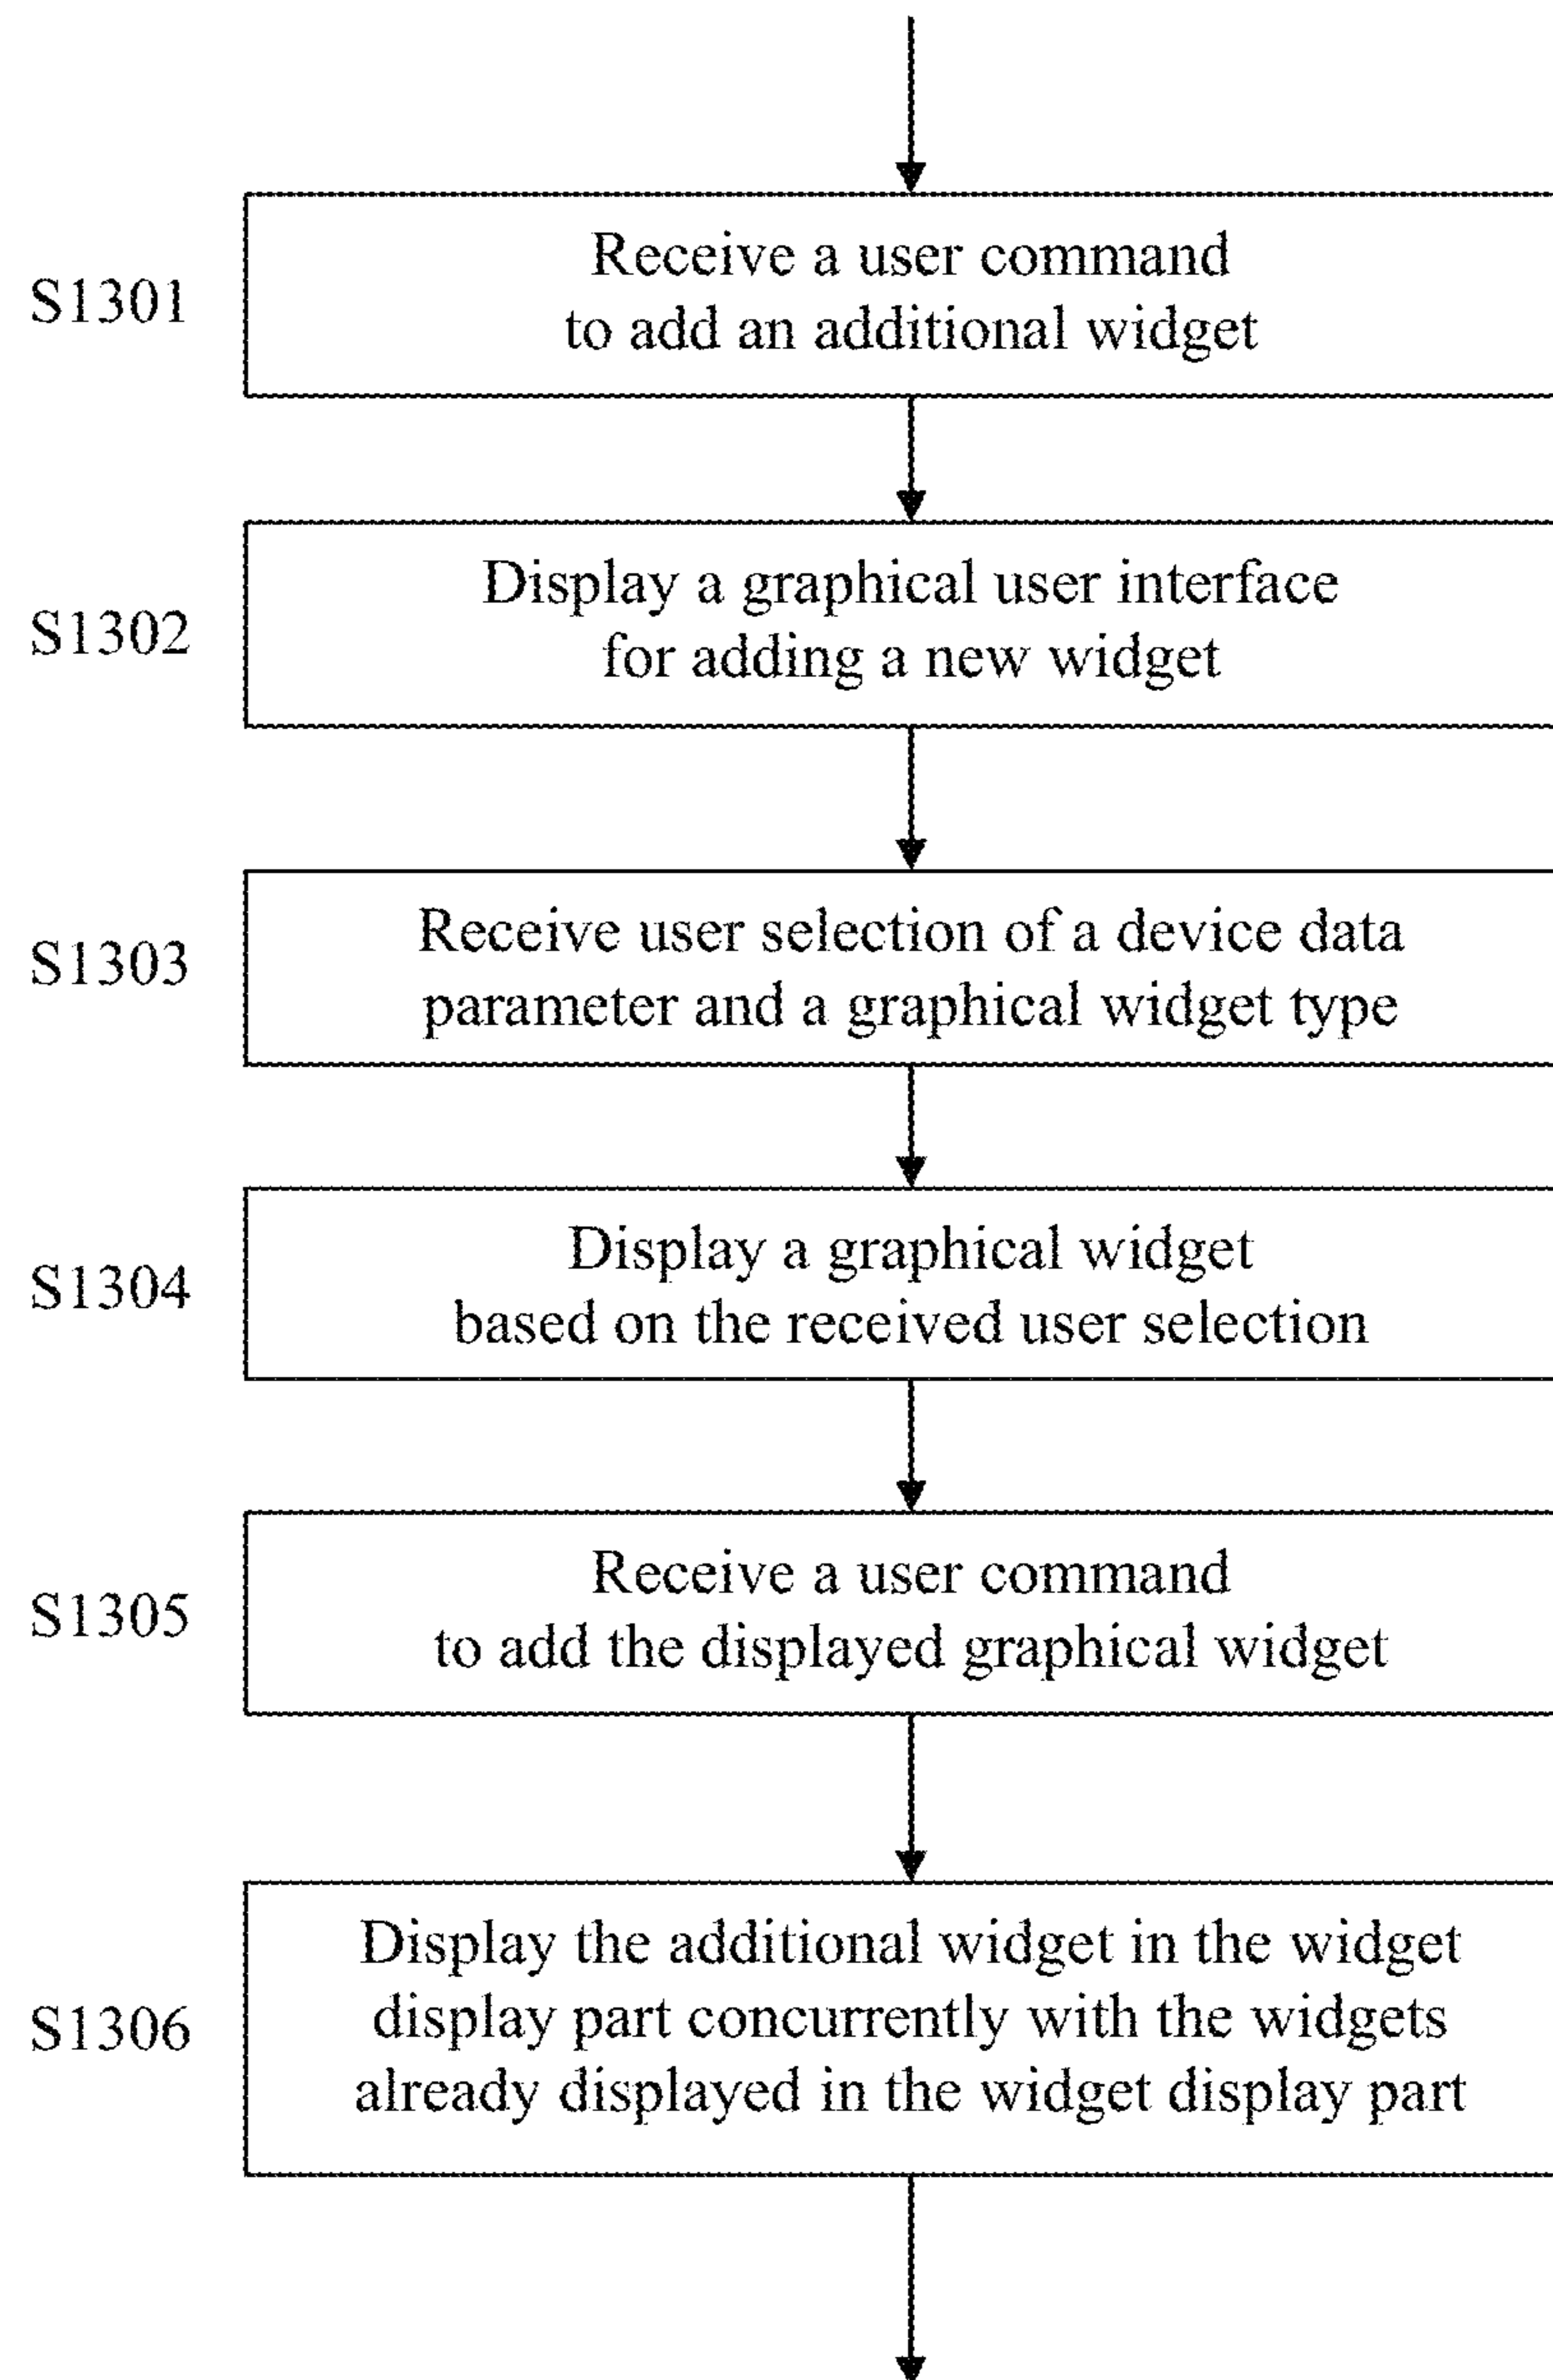 S1301
Receive a user command
to add an additional widget
S1302
Display a graphical user interface
for adding a new widget
S1303
Receive user selection of a device data
parameter and a graphical widget type
S1304
Display a graphical widget
based on the received user selection
S1305
Receive a user command
to add the displayed graphical widget
S1306
Display the additional widget in the widget
display part concurrently with the widgets
already displayed in the widget display part